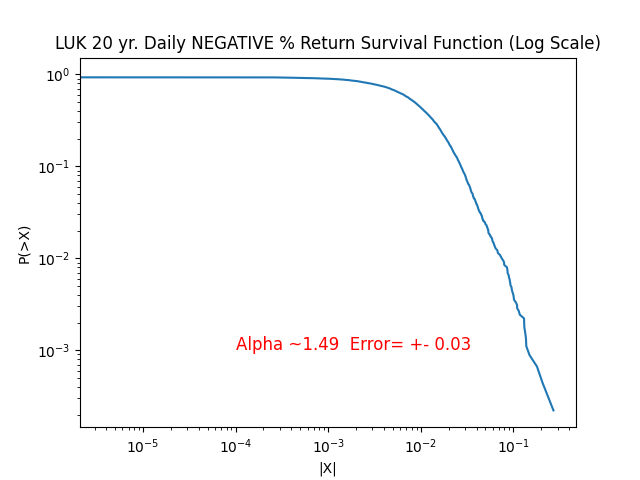 LUK 20 yr. Daily NEGATIVE % Return Survival Function (Log Scale)
10⁰
10⁻¹
10⁻²
10⁻³
P(>X)
Alpha ~1.49  Error= +- 0.03
10⁻⁵ 10⁻⁴ 10⁻³ 10⁻² 10⁻¹
|X|